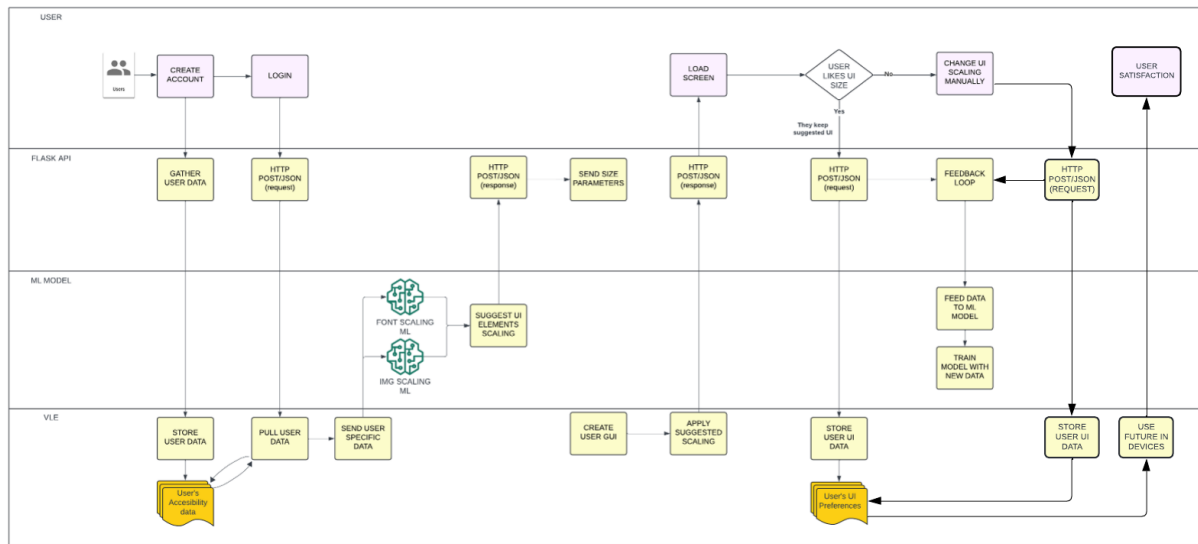 USER
Users
CREATE
ACCOUNT
LOGIN
LOAD
SCREEN
USER
LIKES UI
SIZE
No
CHANGE UI
SCALING
MANUALLY
USER
SATISFACTION
Yes
They keep
suggested UI
FLASK API
GATHER
USER DATA
HTTP
POST/JSON
(request)
HTTP
POST/JSON
(response)
SEND SIZE
PARAMETERS
HTTP
POST/JSON
(response)
HTTP
POST/JSON
(request)
FEEDBACK
LOOP
HTTP
POST/JSON
(REQUEST)
ML MODEL
FONT SCALING
ML
IMG SCALING
ML
SUGGEST UI
ELEMENTS
SCALING
FEED DATA
TO ML
MODEL
TRAIN
MODEL WITH
NEW DATA
VLE
STORE
USER DATA
PULL USER
DATA
SEND USER
SPECIFIC
DATA
CREATE
USER GUI
APPLY
SUGGESTED
SCALING
STORE
USER UI
DATA
STORE
USER UI
DATA
USE
FUTURE IN
DEVICES
User's
Accesibility
data
User's UI
Preferences